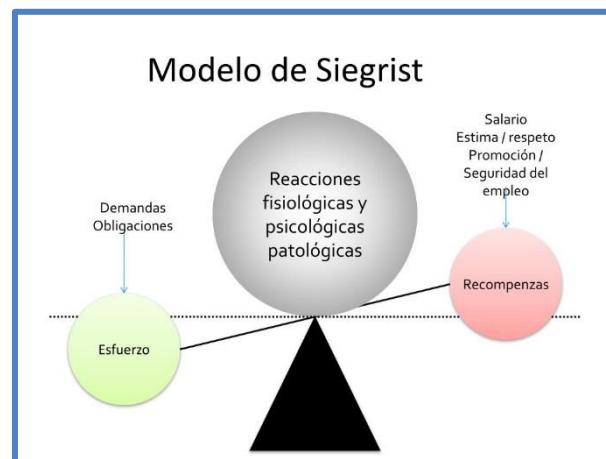 Modelo de Siegrist
Salario
Estima / respeto
Promoción /
Seguridad del
empleo
Reacciones
fisiológicas y
psicológicas
patológicas
Demandas
Obligaciones
Recompenzas
Esfuerzo